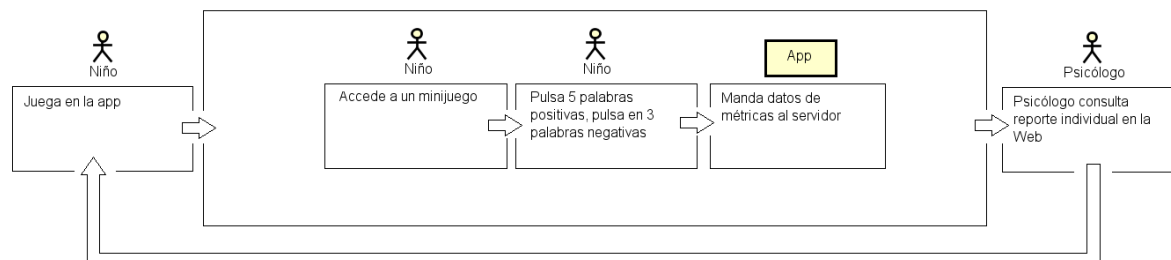 Niño
Juega en la app
Niño
Accede a un minijuego
Niño
Pulsa 5 palabras
positivas, pulsa en 3
palabras negativas
App
Manda datos de
métricas al servidor
Psicólogo
Psicólogo consulta
reporte individual en la
Web